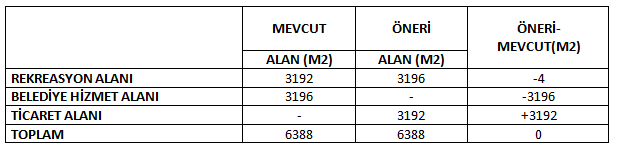 MEVCUT ÖNERİ ÖNERİ-
MEVCUT(M2)
ALAN (M2) ALAN (M2)
REKREASYON ALANI 3192 3196 -4
BELEDİYE HİZMET ALANI 3196 - -3196
TİCARET ALANI - 3192 +3192
TOPLAM 6388 6388 0